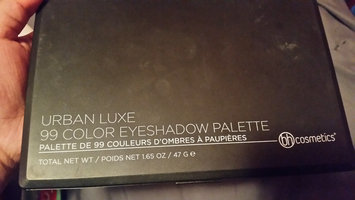 URBAN LUXE
99 COLOR EYESHADOW PALETTE
PALETTE DE 99 COULEURS D'OMBRES À PAUPIÈRES
TOTAL NET WT / POIDS NET 1.65 OZ / 47 G ℮
bh cosmetics®